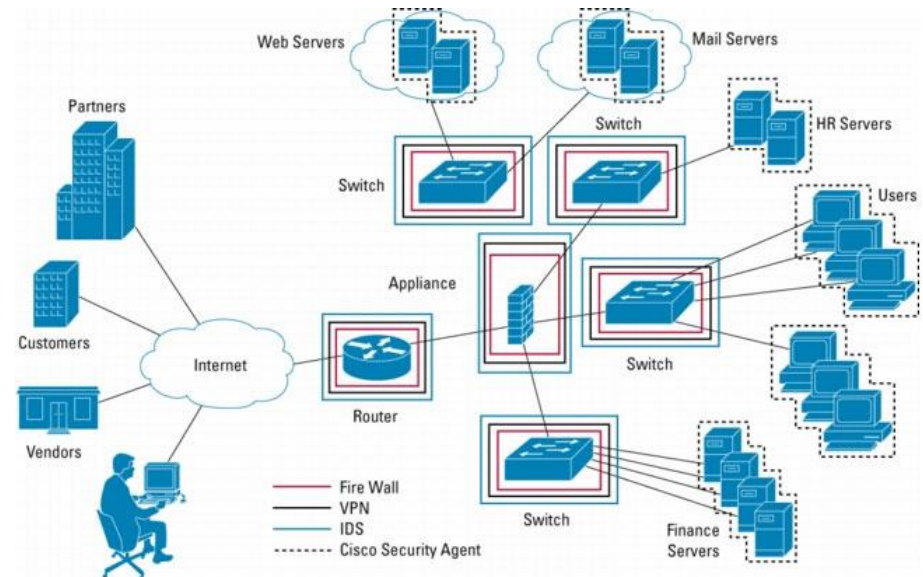 Web Servers
Mail Servers
Partners
Switch
HR Servers
Switch
Users
Appliance
Customers
Internet
Switch
Router
Vendors
Fire Wall
VPN
IDS
Cisco Security Agent
Switch
Finance
Servers